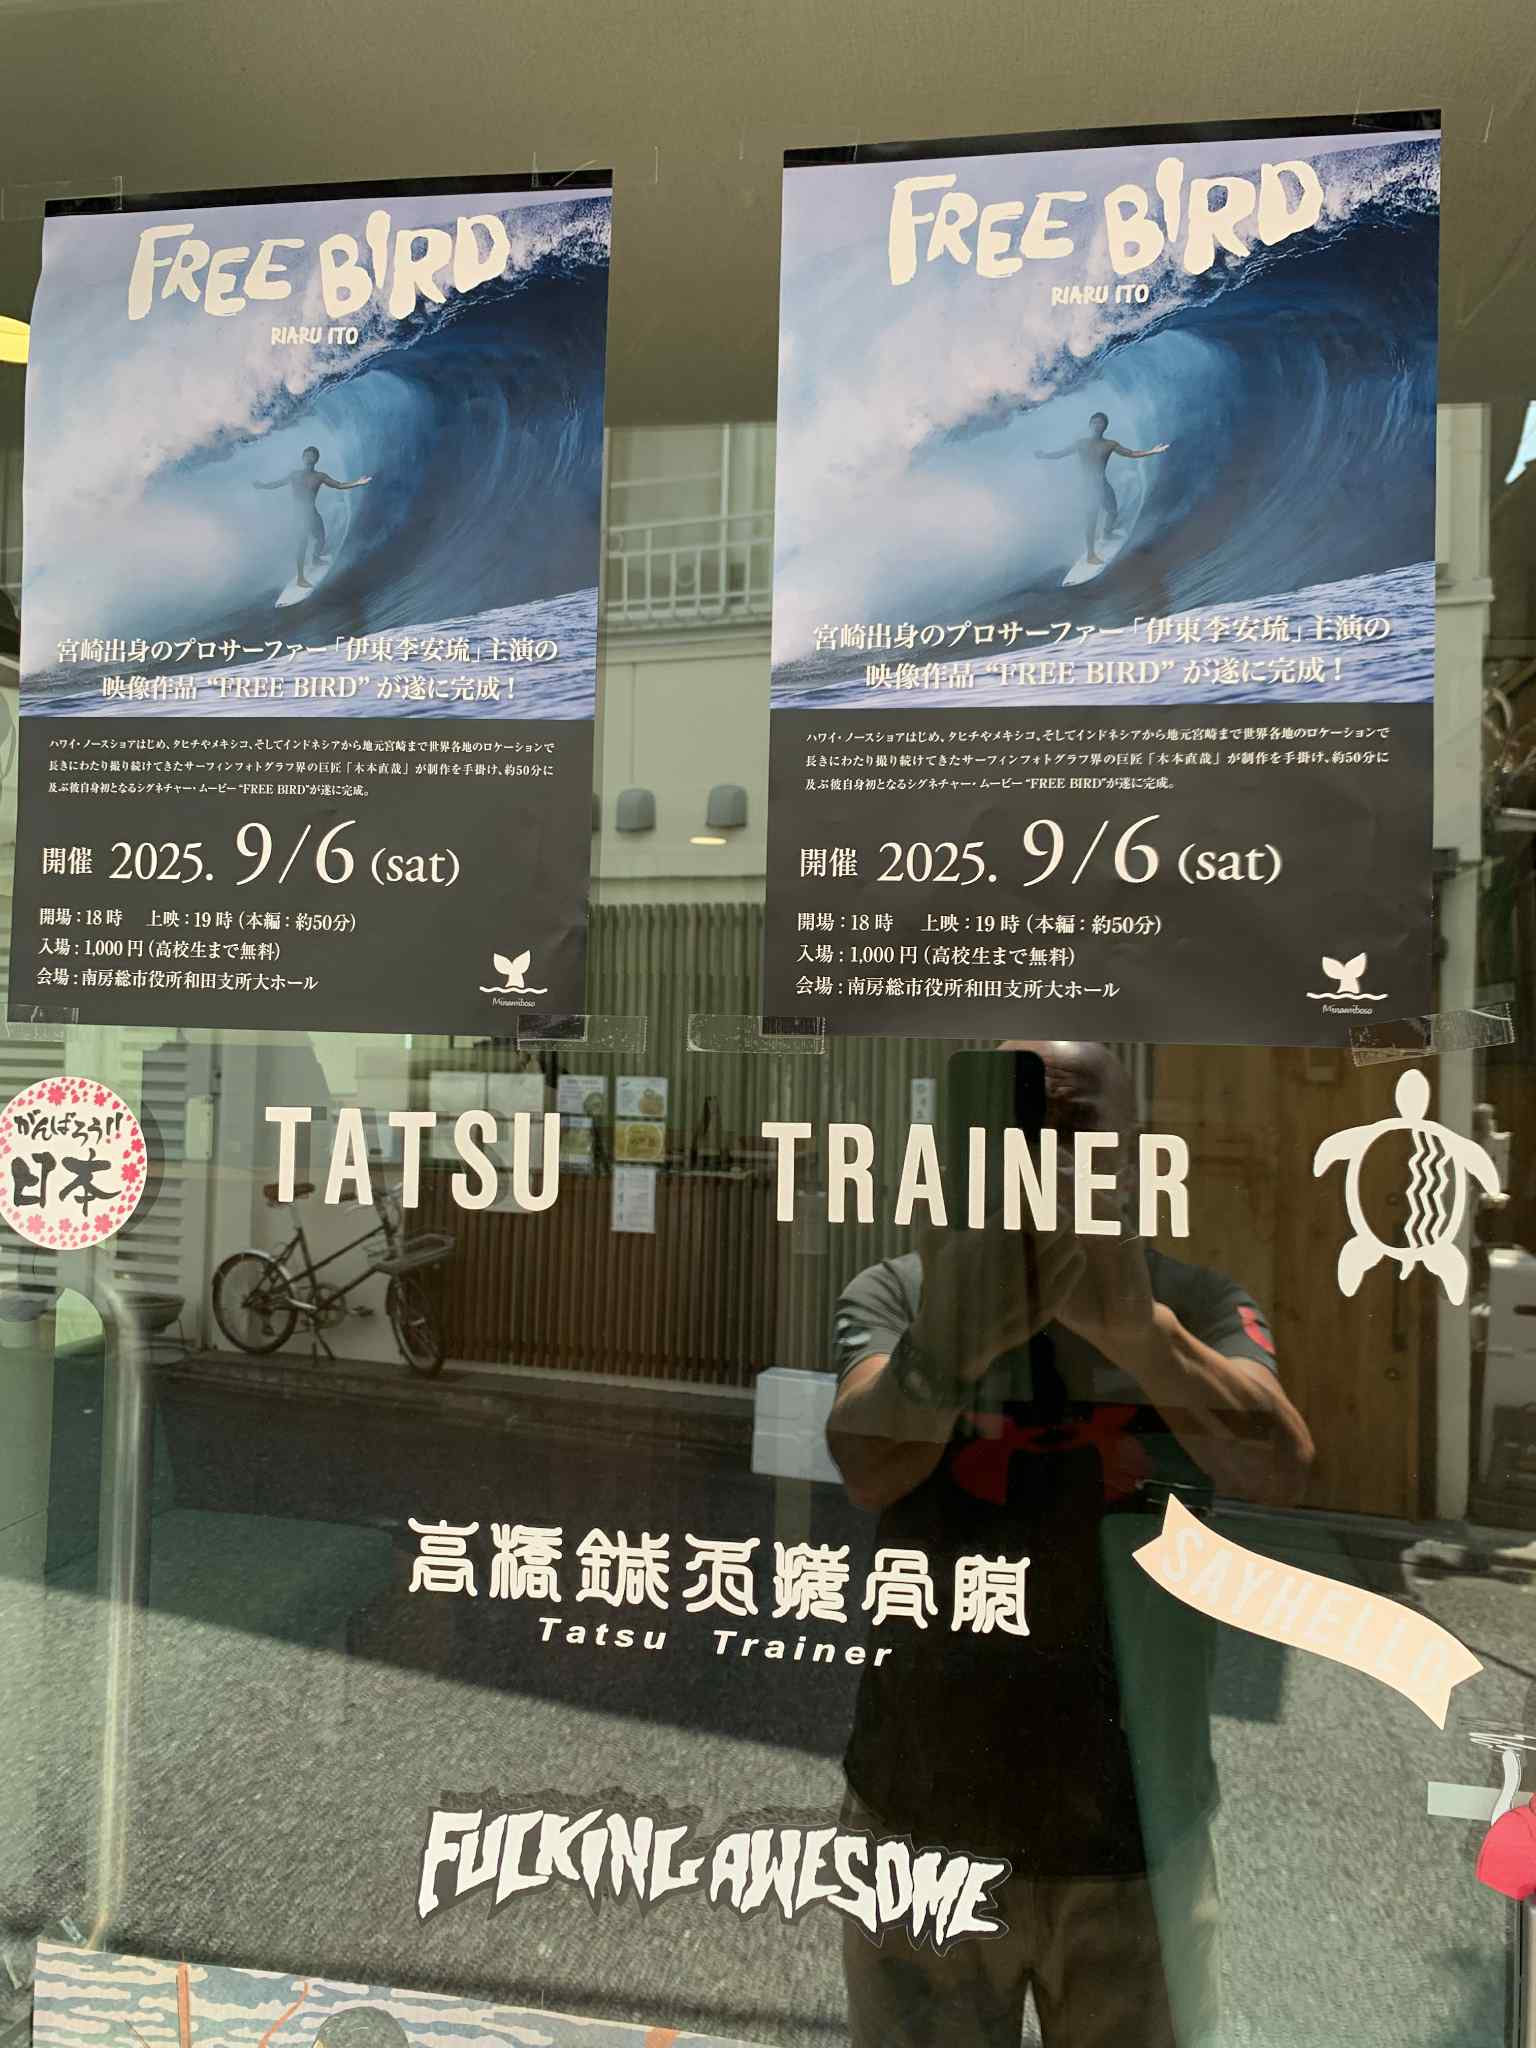 FREE BIRD
RIARU ITO
宮崎出身のプロサーファー「伊東李安琉」主演の
映像作品 “FREE BIRD” が遂に完成！
ハワイ・ノースショアはじめ、タヒチやメキシコ、そしてインドネシアから地元宮崎まで世界各地のロケーションで
長きにわたり撮り続けてきたサーフィンフォトグラフ界の巨匠「木本直哉」が制作を手掛け、約50分に
及ぶ彼自身初となるシグネチャー・ムービー“FREE BIRD”が遂に完成。
開催 2025. 9/6 (sat)
開場：18時 上映：19時（本編：約50分）
入場：1,000円（高校生まで無料）
会場：南房総市役所和田支所大ホール
Minamiboso
FREE BIRD
RIARU ITO
宮崎出身のプロサーファー「伊東李安琉」主演の
映像作品 “FREE BIRD” が遂に完成！
ハワイ・ノースショアはじめ、タヒチやメキシコ、そしてインドネシアから地元宮崎まで世界各地のロケーションで
長きにわたり撮り続けてきたサーフィンフォトグラフ界の巨匠「木本直哉」が制作を手掛け、約50分に
及ぶ彼自身初となるシグネチャー・ムービー“FREE BIRD”が遂に完成。
開催 2025. 9/6 (sat)
開場：18時 上映：19時（本編：約50分）
入場：1,000円（高校生まで無料）
会場：南房総市役所和田支所大ホール
Minamiboso
がんばろう!!
日本
TATSU TRAINER
高橋鍼灸接骨院
Tatsu Trainer
SAYHELLO
FUCKING AWESOME